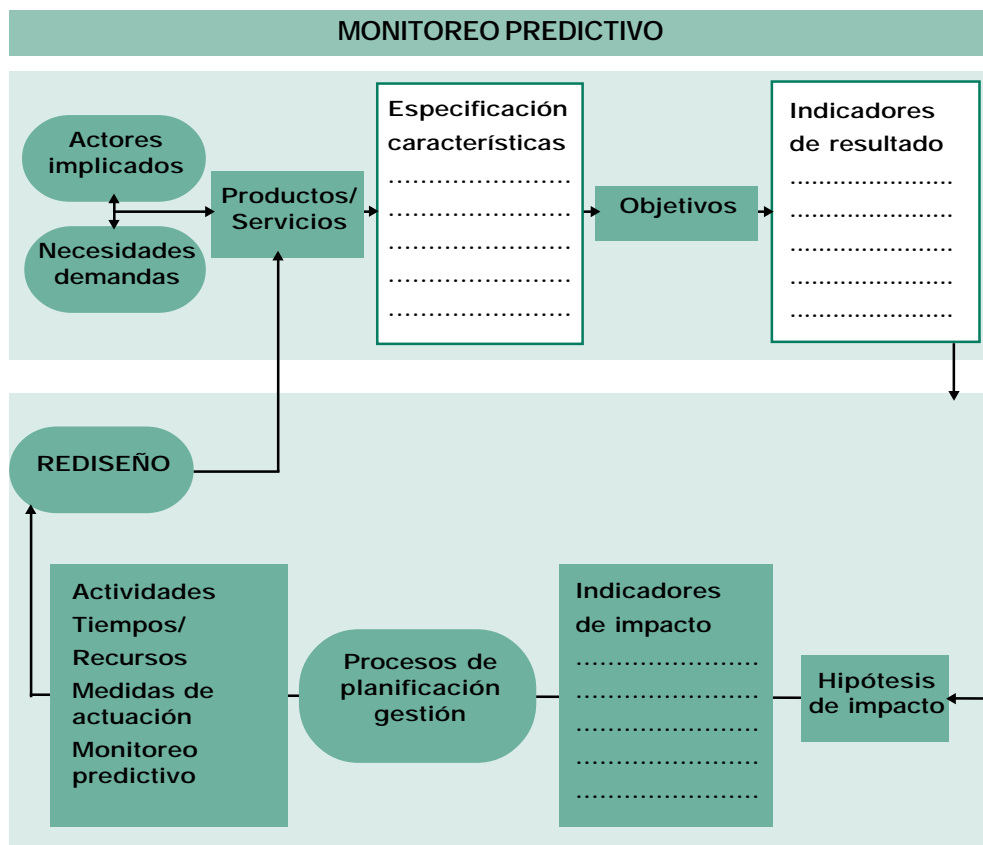 MONITOREO PREDICTIVO
Actores
implicados
Necesidades
demandas
Productos/
Servicios
Especificación
características
.......................
.......................
.......................
.......................
.......................
Objetivos
Indicadores
de resultado
.......................
.......................
.......................
.......................
.......................
REDISEÑO
Actividades
Tiempos/
Recursos
Medidas de
actuación
Monitoreo
predictivo
Procesos de
planificación
gestión
Indicadores
de impacto
.......................
.......................
.......................
.......................
.......................
Hipótesis
de impacto